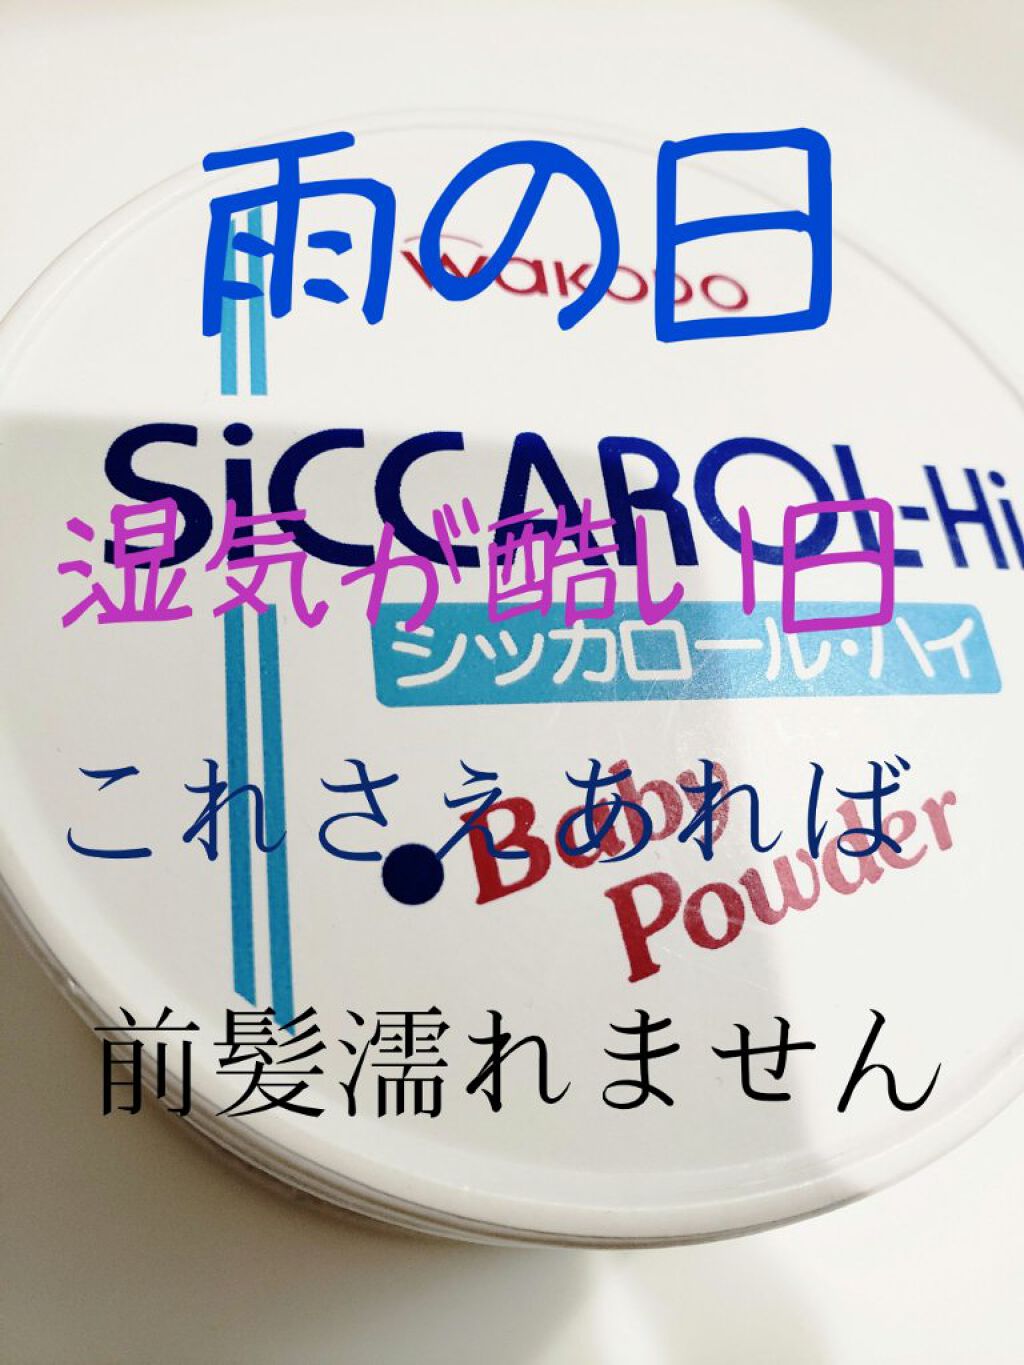 雨の日
wakodo
SiCCAROL-Hi
湿気が酷い日
シッカロール・ハイ
これさえあれば
Baby
Powder
前髪濡れません